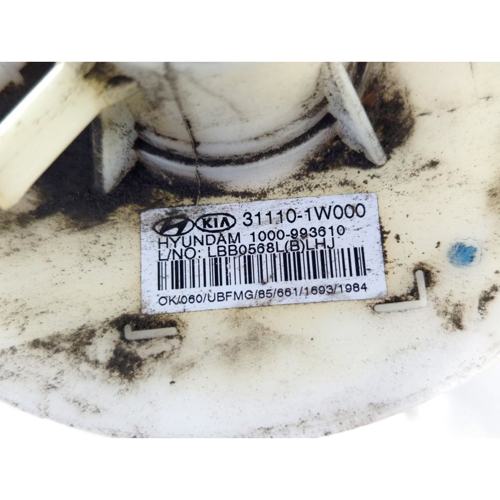 KIA 31110-1W000
HYUNDAM 1000-993610
L/NO: LBB0568L(B)LHJ
OK/060/UBFMG/85/661/1693/1984